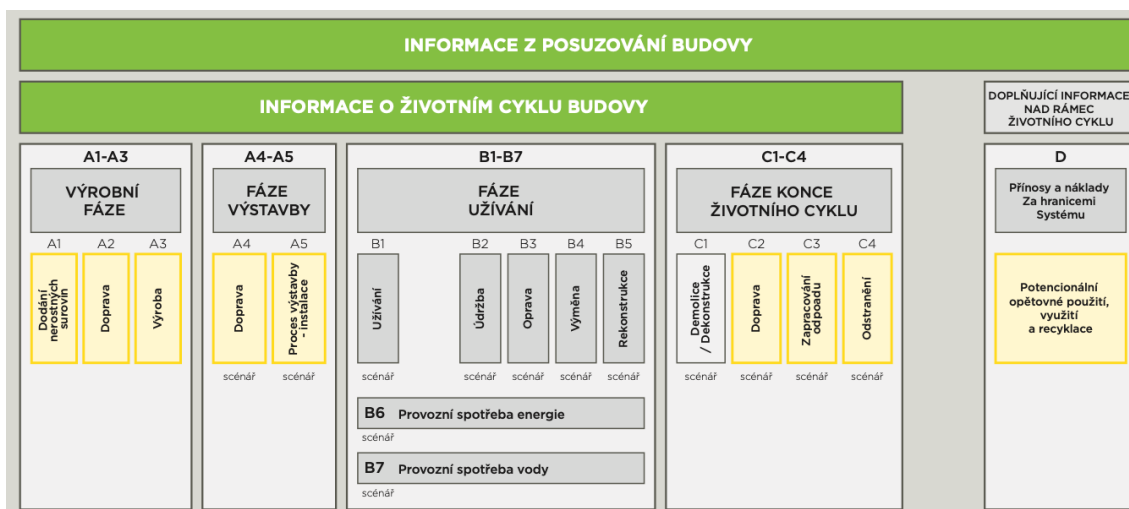 INFORMACE Z POSUZOVÁNÍ BUDOVY
INFORMACE O ŽIVOTNÍM CYKLU BUDOVY
DOPLŇUJÍCÍ INFORMACE
NAD RÁMEC
ŽIVOTNÍHO CYKLU
A1-A3
VÝROBNÍ
FÁZE
A1
A2
A3
Dodání
nerostných
surovin
Doprava
Výroba
A4-A5
FÁZE
VÝSTAVBY
A4
A5
Doprava
Proces výstavby
- instalace
scénář
scénář
B1-B7
FÁZE
UŽÍVÁNÍ
B1
B2
B3
B4
B5
Užívání
Údržba
Oprava
Výměna
Rekonstrukce
scénář
scénář
scénář
scénář
scénář
B6 Provozní spotřeba energie
scénář
B7 Provozní spotřeba vody
scénář
C1-C4
FÁZE KONCE
ŽIVOTNÍHO CYKLU
C1
C2
C3
C4
Demolice
/ Dekonstrukce
Doprava
Zapracování
odpoadu
Odstranění
scénář
scénář
scénář
scénář
D
Přínosy a náklady
Za hranicemi
Systému
Potencionální
opětovné použití,
využití
a recyklace